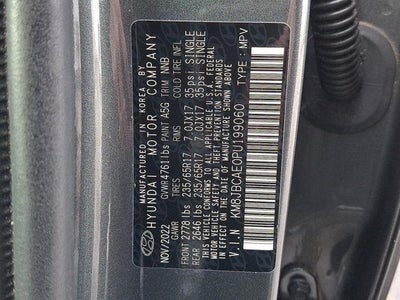 MANUFACTURED IN KOREA BY
HYUNDAI MOTOR COMPANY
NOV/2022 GVWR 4761lbs PAINT A5G TRIM NNB
GAWR TIRES RIMS COLD TIRE INFL
FRONT 2778lbs 235/65R17 7.0JX17 35psi SINGLE
REAR 2646lbs 235/65R17 7.0JX17 35psi SINGLE
THIS VEHICLE CONFORMS TO ALL APPLICABLE U.S. FEDERAL
MOTOR VEHICLE SAFETY, BUMPER, AND THEFT PREVENTION STANDARDS
IN EFFECT ON THE DATE OF MANUFACTURE SHOWN ABOVE.
V.I.N : KM8JBCAE0PU199060 TYPE : MPV